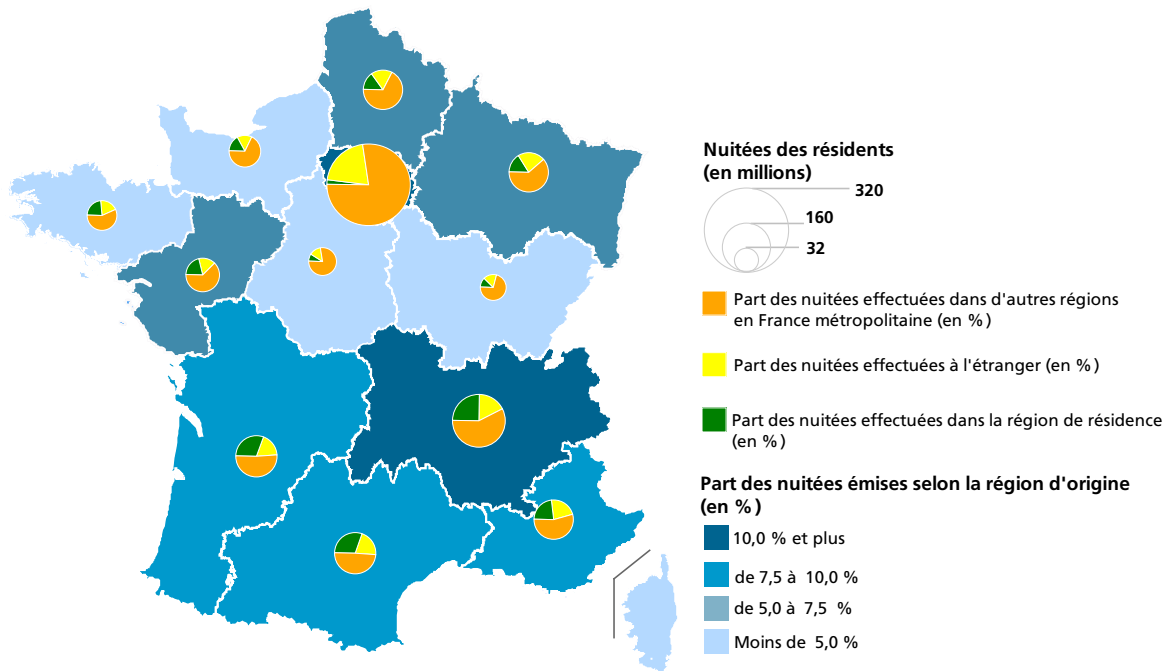 Nuitées des résidents
(en millions)
320
160
32
Part des nuitées effectuées dans d'autres régions
en France métropolitaine (en %)
Part des nuitées effectuées à l'étranger (en %)
Part des nuitées effectuées dans la région de résidence
(en %)
Part des nuitées émises selon la région d'origine
(en %)
10,0 % et plus
de 7,5 à 10,0 %
de 5,0 à 7,5 %
Moins de 5,0 %